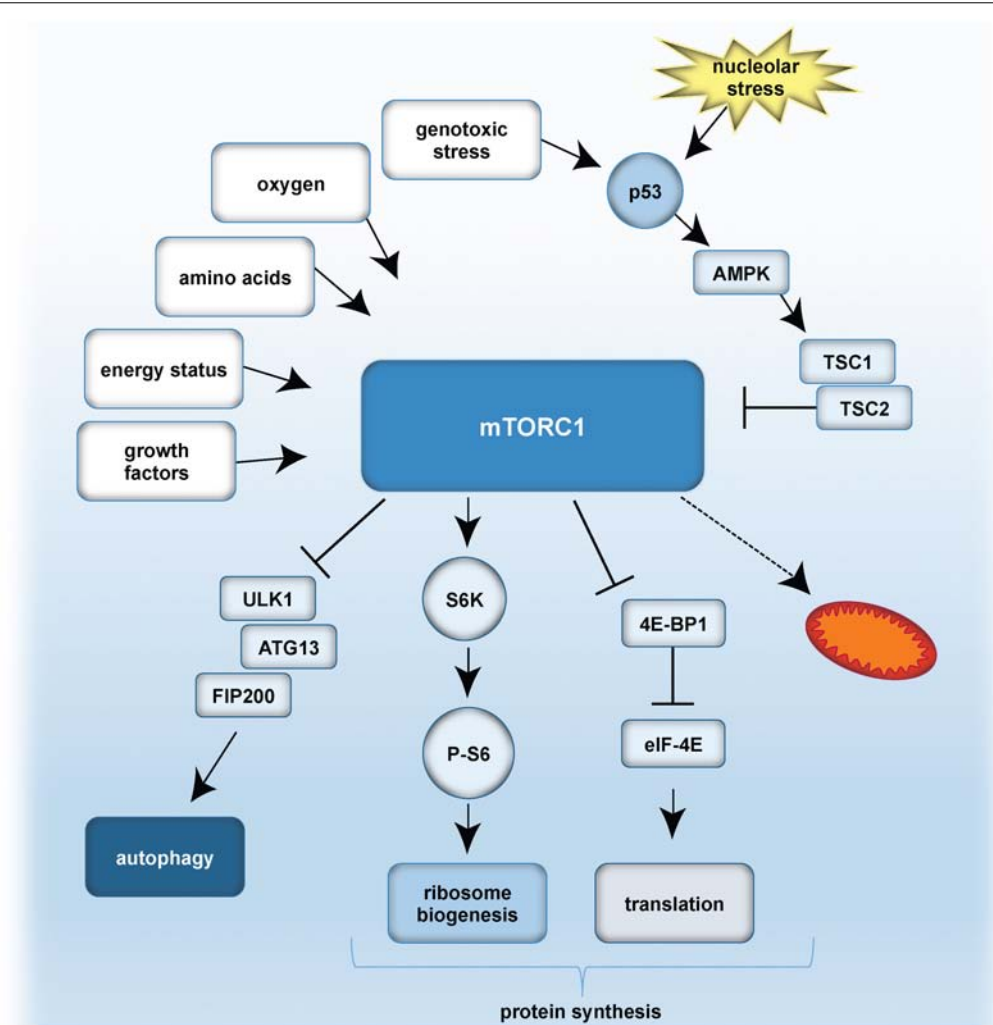 nucleolar
stress
genotoxic
stress
oxygen
p53
amino acids
AMPK
energy status
TSC1
TSC2
mTORC1
growth
factors
ULK1
S6K
4E-BP1
ATG13
FIP200
P-S6
eIF-4E
autophagy
ribosome
biogenesis
translation
protein synthesis